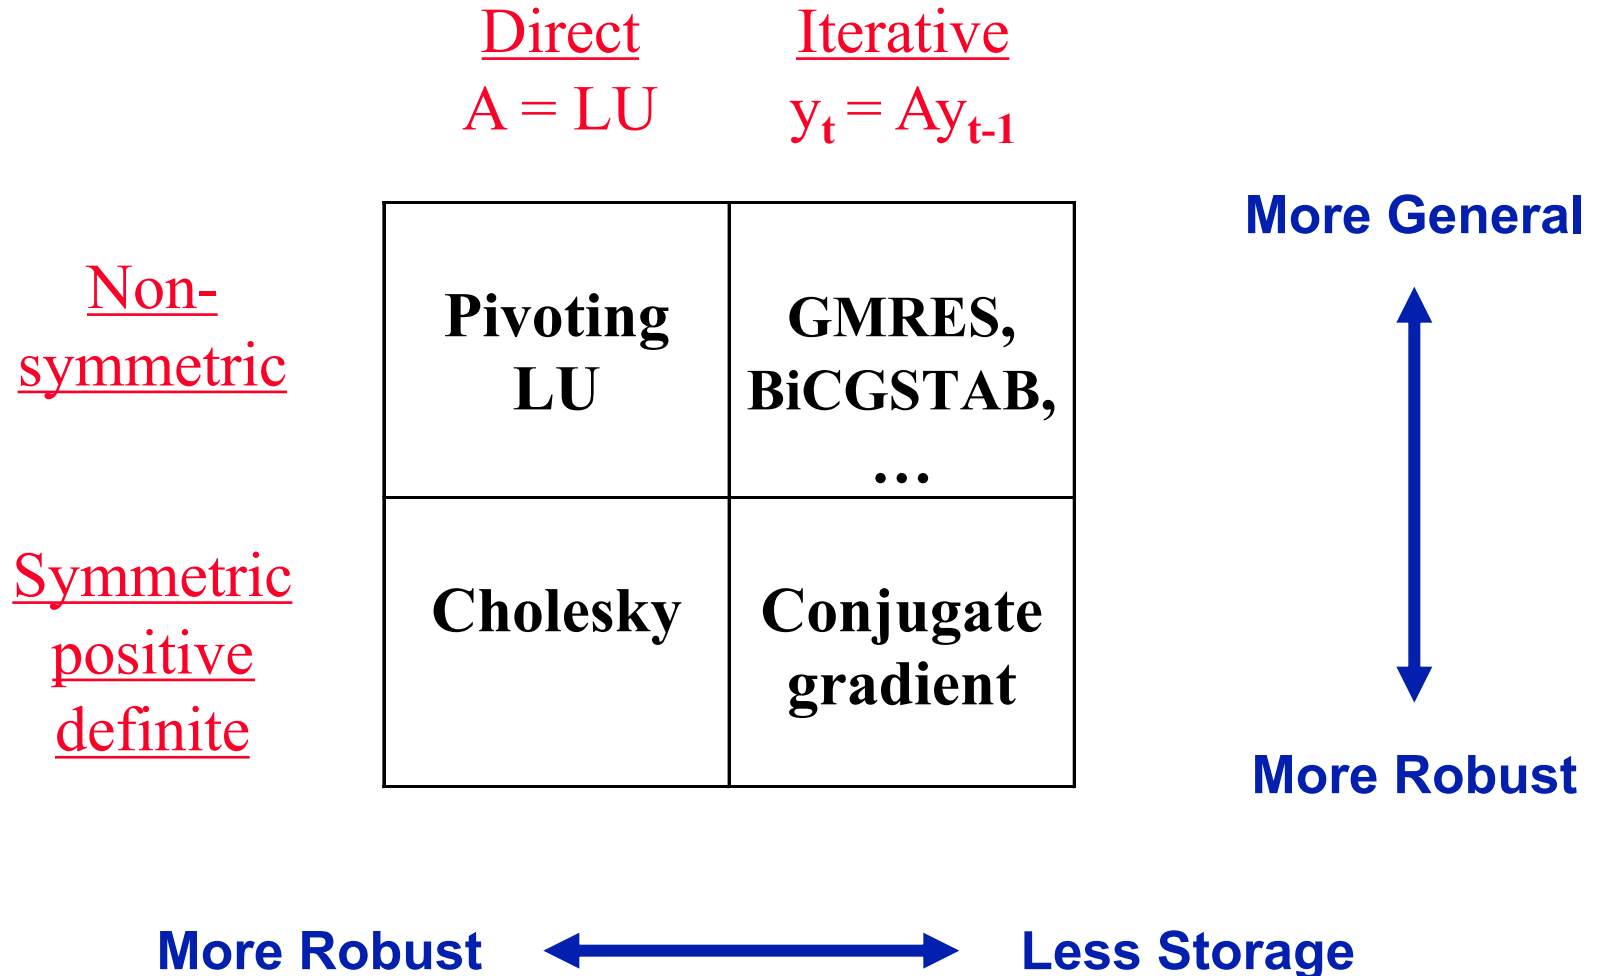 Direct
Iterative
A = LU
yt = Ayt-1
More General
Non-
symmetric
Pivoting
LU
GMRES,
BiCGSTAB,
…
Symmetric
positive
definite
Cholesky
Conjugate
gradient
More Robust
More Robust
Less Storage